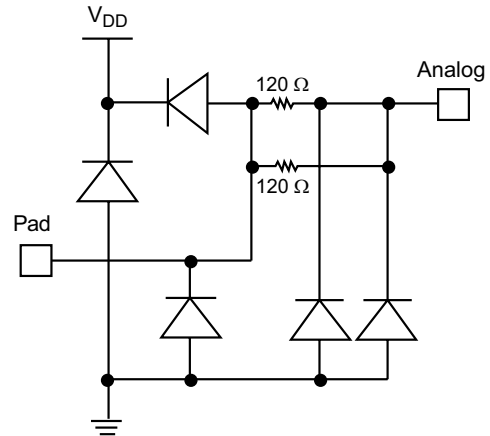 VDD
Analog
120 Ω
120 Ω
Pad